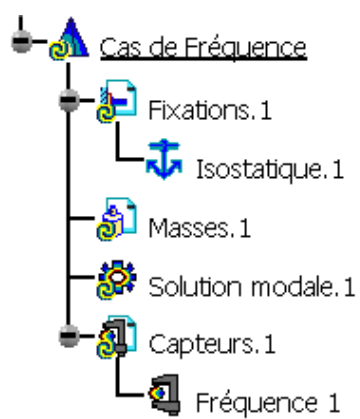 Cas de Fréquence
Fixations.1
Isostatique.1
Masses.1
Solution modale.1
Capteurs.1
Fréquence 1